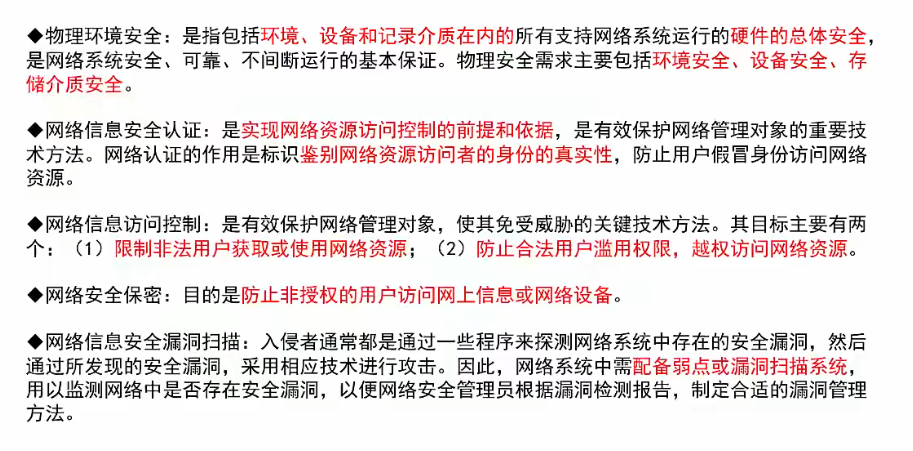 ◆物理环境安全：是指包括环境、设备和记录介质在内的所有支持网络系统运行的硬件的总体安全，
是网络系统安全、可靠、不间断运行的基本保证。物理安全需求主要包括环境安全、设备安全、存
储介质安全。
◆网络信息安全认证：是实现网络资源访问控制的前提和依据，是有效保护网络管理对象的重要技
术方法。网络认证的作用是标识鉴别网络资源访问者的身份的真实性，防止用户假冒身份访问网络
资源。
◆网络信息访问控制：是有效保护网络管理对象，使其免受威胁的关键技术方法。其目标主要有两
个：（1）限制非法用户获取或使用网络资源；（2）防止合法用户滥用权限，越权访问网络资源。
◆网络安全保密：目的是防止非授权的用户访问网上信息或网络设备。
◆网络信息安全漏洞扫描：入侵者通常都是通过一些程序来探测网络系统中存在的安全漏洞，然后
通过所发现的安全漏洞，采用相应技术进行攻击。因此，网络系统中需配备弱点或漏洞扫描系统，
用以监测网络中是否存在安全漏洞，以便网络安全管理员根据漏洞检测报告，制定合适的漏洞管理
方法。